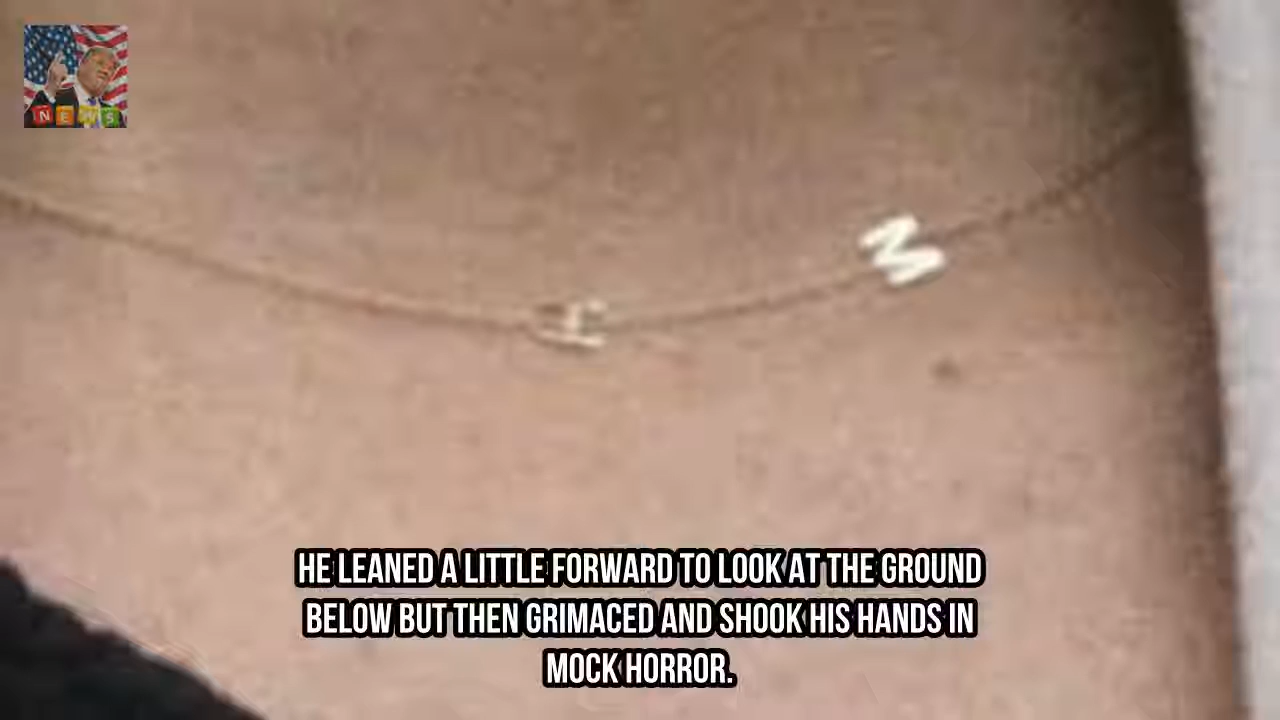 NEWS
H
M
HE LEANED A LITTLE FORWARD TO LOOK AT THE GROUND
BELOW BUT THEN GRIMACED AND SHOOK HIS HANDS IN
MOCK HORROR.